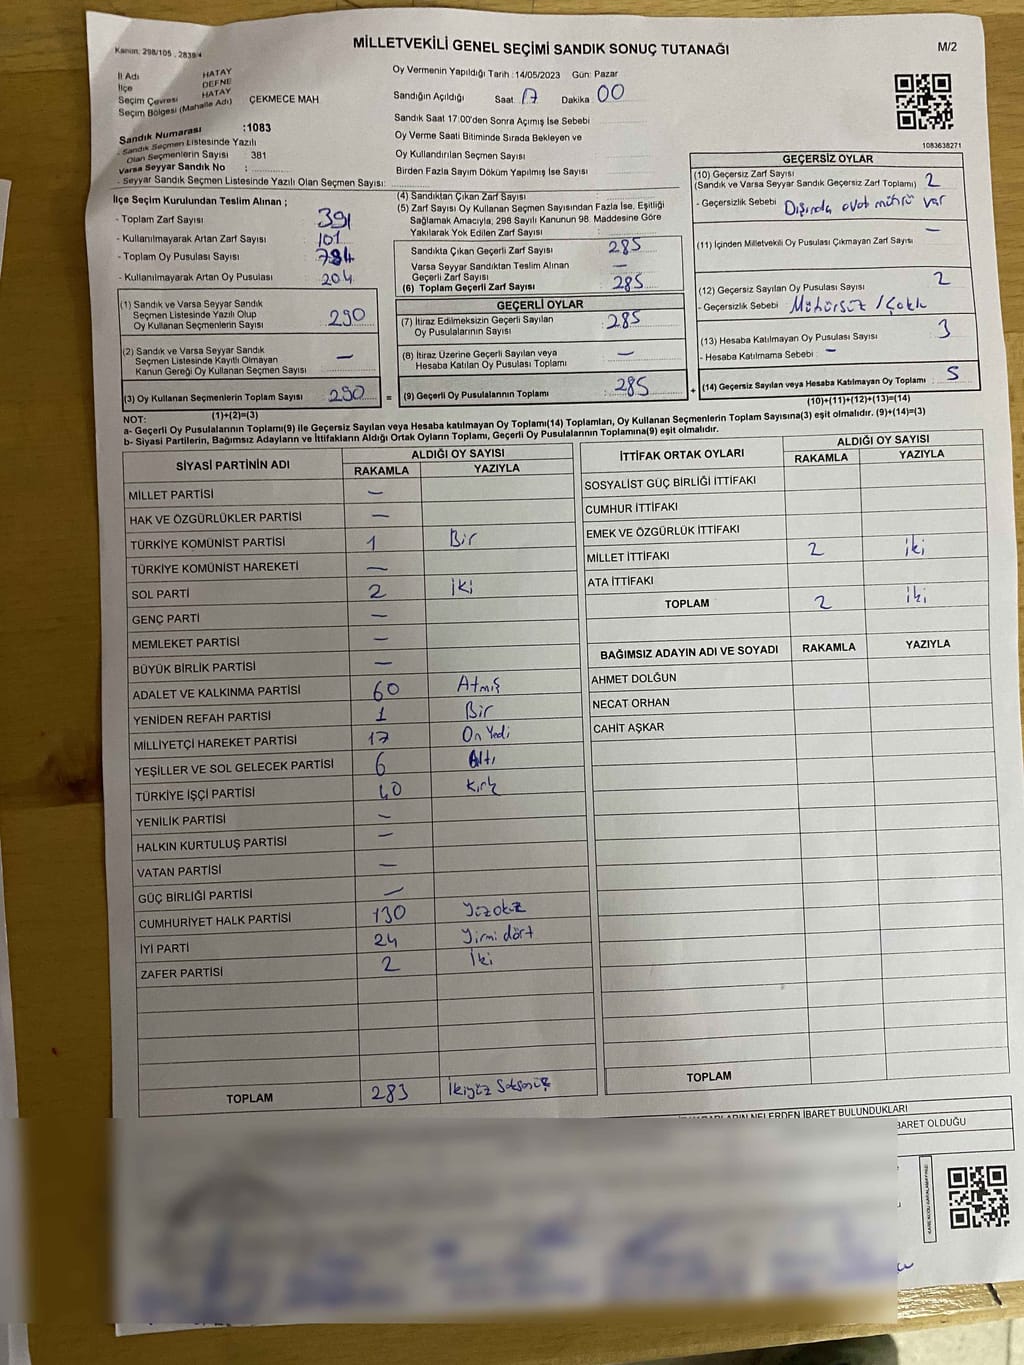 Kanun: 298/105 , 2839/4
MİLLETVEKİLİ GENEL SEÇİMİ SANDIK SONUÇ TUTANAĞI
M/2
İl Adı HATAY
İlçe DEFNE
Seçim Çevresi HATAY
Seçim Bölgesi (Mahalle Adı) ÇEKMECE MAH
Sandık Numarası :1083
- Sandık Seçmen Listesinde Yazılı
Olan Seçmenlerin Sayısı : 381
Varsa Seyyar Sandık No :
- Seyyar Sandık Seçmen Listesinde Yazılı Olan Seçmen Sayısı:
Oy Vermenin Yapıldığı Tarih :14/05/2023 Gün: Pazar
Sandığın Açıldığı Saat 17 Dakika 00
Sandık Saat 17:00'den Sonra Açımış İse Sebebi
Oy Verme Saati Bitiminde Sırada Bekleyen ve
Oy Kullandırılan Seçmen Sayısı
Birden Fazla Sayım Döküm Yapılmış İse Sayısı
1083638271
İlçe Seçim Kurulundan Teslim Alınan ;
- Toplam Zarf Sayısı 391
- Kullanılmayarak Artan Zarf Sayısı 101
- Toplam Oy Pusulası Sayısı
- Kullanılmayarak Artan Oy Pusulası 204
(1) Sandık ve Varsa Seyyar Sandık
Seçmen Listesinde Yazılı Olup
Oy Kullanan Seçmenlerin Sayısı : 290
(2) Sandık ve Varsa Seyyar Sandık
Seçmen Listesinde Kayıtlı Olmayan
Kanun Gereği Oy Kullanan Seçmen Sayısı : —
(3) Oy Kullanan Seçmenlerin Toplam Sayısı : 290 =
(1)+(2)=(3)
(4) Sandıktan Çıkan Zarf Sayısı :
(5) Zarf Sayısı Oy Kullanan Seçmen Sayısından Fazla İse, Eşitliği
Sağlamak Amacıyla, 298 Sayılı Kanunun 98. Maddesine Göre
Yakılarak Yok Edilen Zarf Sayısı :
Sandıkta Çıkan Geçerli Zarf Sayısı : 285
Varsa Seyyar Sandıktan Teslim Alınan
Geçerli Zarf Sayısı : —
(6) Toplam Geçerli Zarf Sayısı : 285
GEÇERLİ OYLAR
(7) İtiraz Edilmeksizin Geçerli Sayılan
Oy Pusulalarının Sayısı : 285
(8) İtiraz Üzerine Geçerli Sayılan veya
Hesaba Katılan Oy Pusulası Toplamı : —
(9) Geçerli Oy Pusulalarının Toplamı : 285 +
GEÇERSİZ OYLAR
(10) Geçersiz Zarf Sayısı
(Sandık ve Varsa Seyyar Sandık Geçersiz Zarf Toplamı) 2
- Geçersizlik Sebebi Dışında evet mührü var
(11) İçinden Milletvekili Oy Pusulası Çıkmayan Zarf Sayısı —
(12) Geçersiz Sayılan Oy Pusulası Sayısı 2
- Geçersizlik Sebebi : Mühürsüz /
(13) Hesaba Katılmayan Oy Pusulası Sayısı 3
- Hesaba Katılmama Sebebi : —
(14) Geçersiz Sayılan veya Hesaba Katılmayan Oy Toplamı : 5
(10)+(11)+(12)+(13)=(14)
NOT:
a- Geçerli Oy Pusulalarının Toplamı(9) ile Geçersiz Sayılan veya Hesaba katılmayan Oy Toplamı(14) Toplamları, Oy Kullanan Seçmenlerin Toplam Sayısına(3) eşit olmalıdır. (9)+(14)=(3)
b- Siyasi Partilerin, Bağımsız Adayların ve İttifakların Aldığı Ortak Oyların Toplamı, Geçerli Oy Pusulalarının Toplamına(9) eşit olmalıdır.
SİYASİ PARTİNİN ADI ALDIĞI OY SAYISI
RAKAMLA YAZIYLA
MİLLET PARTİSİ —
HAK VE ÖZGÜRLÜKLER PARTİSİ —
TÜRKİYE KOMÜNİST PARTİSİ 1 Bir
TÜRKİYE KOMÜNİST HAREKETİ —
SOL PARTİ 2 İki
GENÇ PARTİ —
MEMLEKET PARTİSİ —
BÜYÜK BİRLİK PARTİSİ —
ADALET VE KALKINMA PARTİSİ 60 Atmış
YENİDEN REFAH PARTİSİ 1 Bir
MİLLİYETÇİ HAREKET PARTİSİ 17 On Yedi
YEŞİLLER VE SOL GELECEK PARTİSİ 6 Altı
TÜRKİYE İŞÇİ PARTİSİ 40 Kırk
YENİLİK PARTİSİ —
HALKIN KURTULUŞ PARTİSİ —
VATAN PARTİSİ —
GÜÇ BİRLİĞİ PARTİSİ —
CUMHURİYET HALK PARTİSİ 130 Yüzotuz
İYİ PARTİ 24 Yirmi dört
ZAFER PARTİSİ 2 İki
TOPLAM 283 İkiyüz Seksenüç
İTTİFAK ORTAK OYLARI ALDIĞI OY SAYISI
RAKAMLA YAZIYLA
SOSYALİST GÜÇ BİRLİĞİ İTTİFAKI
CUMHUR İTTİFAKI
EMEK VE ÖZGÜRLÜK İTTİFAKI
MİLLET İTTİFAKI 2 İki
ATA İTTİFAKI
TOPLAM 2 İki
BAĞIMSIZ ADAYIN ADI VE SOYADI RAKAMLA YAZIYLA
AHMET DOLĞUN
NECAT ORHAN
CAHİT AŞKAR
TOPLAM
NELERDEN İBARET BULUNDUKLARI
BARET OLDUĞU